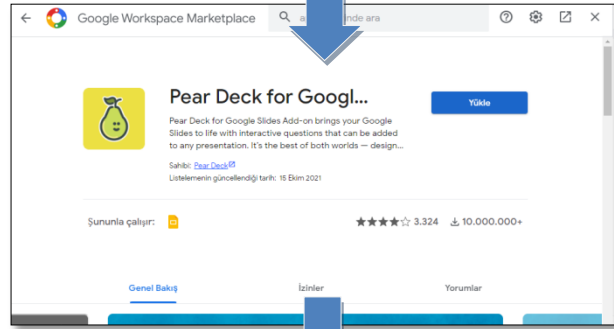 Google Workspace Marketplace
nde ara
Pear Deck for Googl...
Yükle
Pear Deck for Google Slides Add-on brings your Google
Slides to life with interactive questions that can be added
to any presentation. It's the best of both worlds — design...
Sahibi: Pear Deck
Listelemenin güncellendiği tarih: 15 Ekim 2021
Şununla çalışır:
3.324
10.000.000+
Genel Bakış
İzinler
Yorumlar